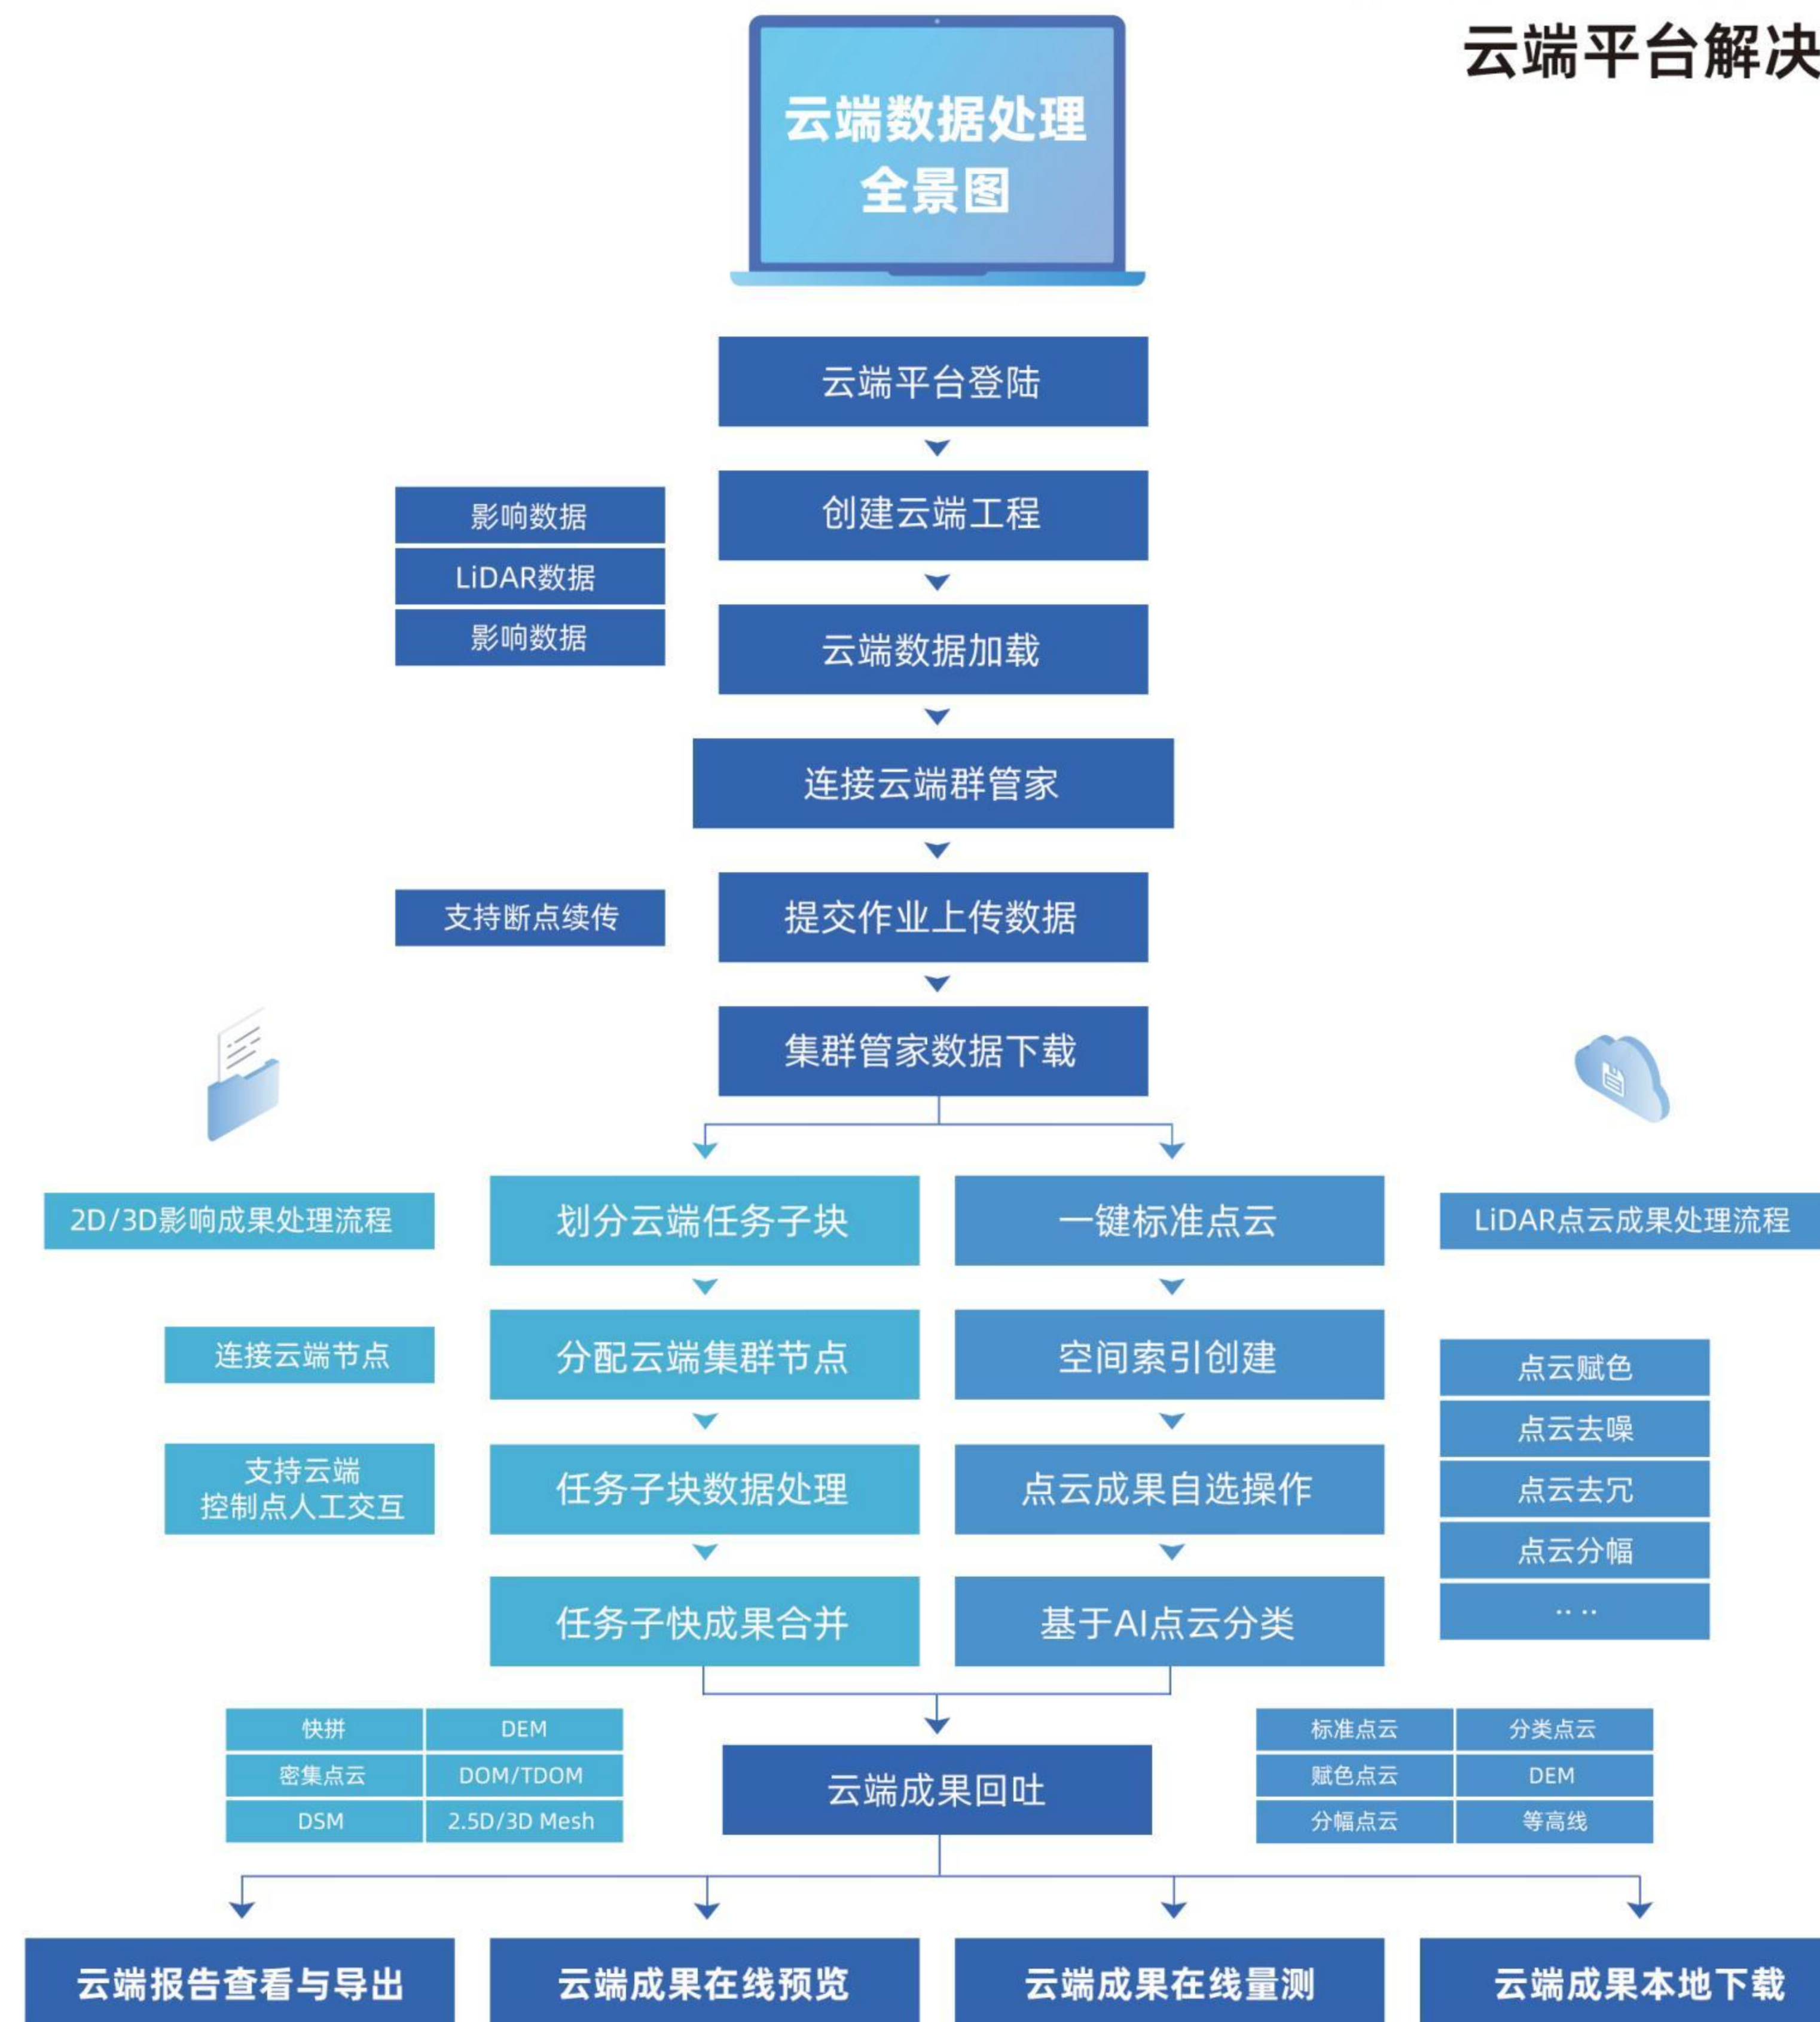 云端平台解决
云端数据处理
全景图
云端平台登陆
创建云端工程
影响数据
LiDAR数据
影响数据
云端数据加载
连接云端群管家
支持断点续传
提交作业上传数据
集群管家数据下载
2D/3D影响成果处理流程
划分云端任务子块
一键标准点云
LiDAR点云成果处理流程
连接云端节点
分配云端集群节点
空间索引创建
点云赋色
点云去噪
支持云端
控制点人工交互
任务子块数据处理
点云成果自选操作
点云去冗
点云分幅
任务子快成果合并
基于AI点云分类
·· ··
快拼
DEM
密集点云
DOM/TDOM
DSM
2.5D/3D Mesh
云端成果回吐
标准点云
分类点云
赋色点云
DEM
分幅点云
等高线
云端报告查看与导出
云端成果在线预览
云端成果在线量测
云端成果本地下载